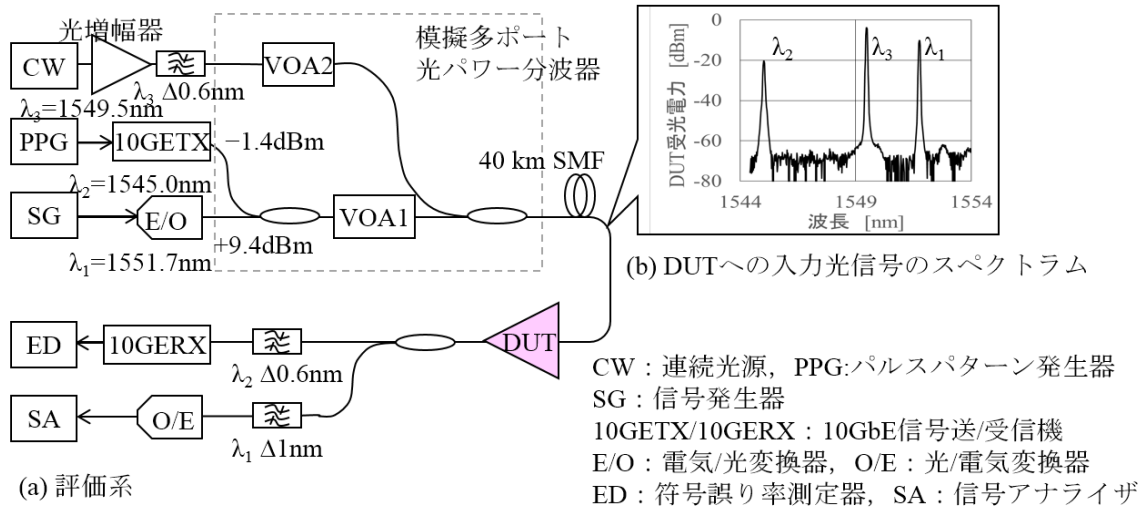 光増幅器
模擬多ポート
光パワー分波器
CW
λ3 Δ0.6nm
VOA2
λ3=1549.5nm
PPG
10GETX
−1.4dBm
λ2=1545.0nm
SG
E/O
VOA1
+9.4dBm
λ1=1551.7nm
40 km SMF
DUT受光電力 [dBm]
0
-20
-40
-60
-80
λ2
λ3
λ1
1544
1549
1554
波長 [nm]
(b) DUTへの入力光信号のスペクトラム
ED
10GERX
λ2 Δ0.6nm
DUT
SA
O/E
λ1 Δ1nm
(a) 評価系
CW：連続光源，PPG:パルスパターン発生器
SG：信号発生器
10GETX/10GERX：10GbE信号送/受信機
E/O：電気/光変換器，O/E：光/電気変換器
ED：符号誤り率測定器，SA：信号アナライザ